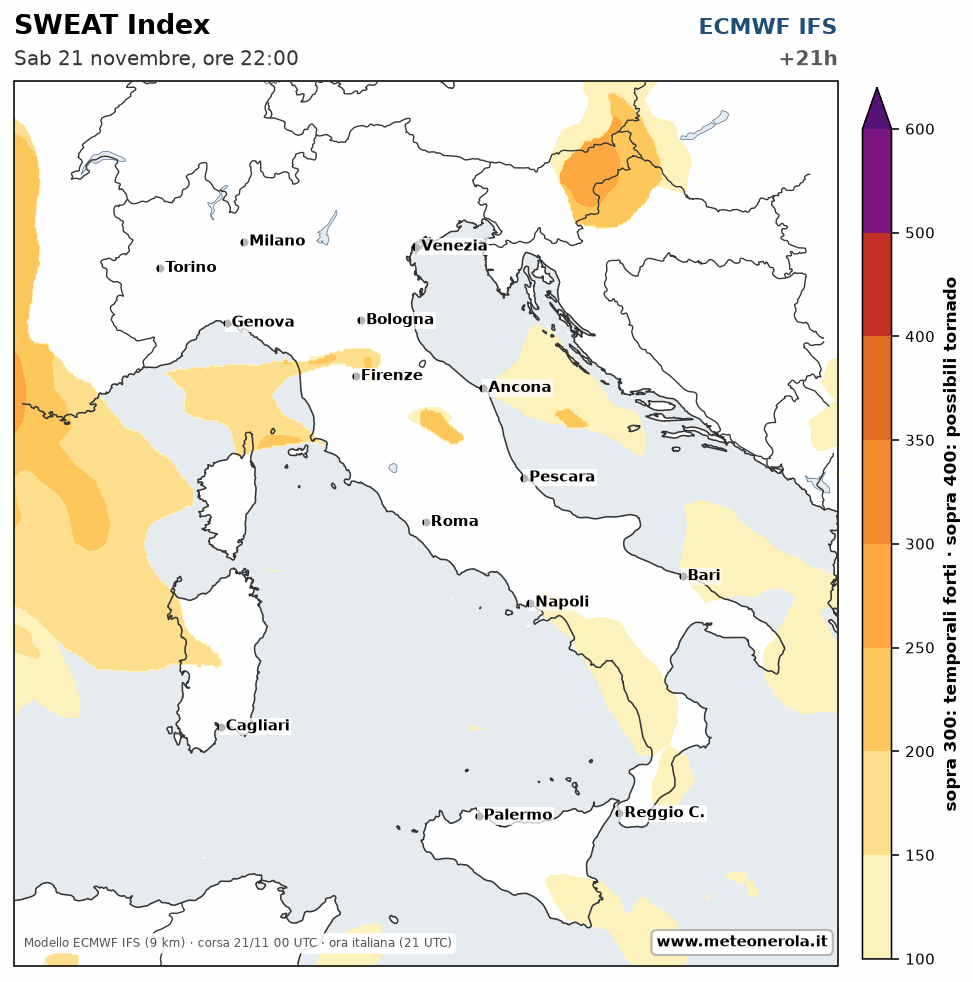 SWEAT Index
ECMWF IFS
Sab 21 novembre, ore 22:00
+21h
Milano
Venezia
Torino
Genova
Bologna
Firenze
Ancona
Pescara
Roma
Bari
Napoli
Cagliari
Palermo
Reggio C.
Modello ECMWF IFS (9 km) · corsa 21/11 00 UTC · ora italiana (21 UTC)
www.meteonerola.it
600
500
400
350
300
250
200
150
100
sopra 300: temporali forti · sopra 400: possibili tornado